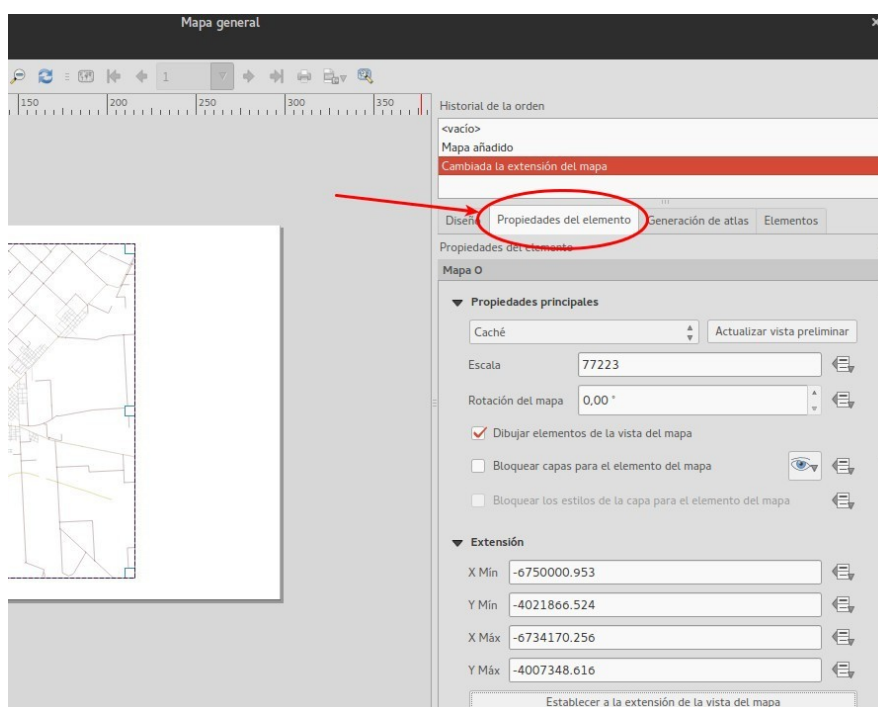 Mapa general
1
150 200 250 300 350
Historial de la orden
<vacío>
Mapa añadido
Cambiada la extensión del mapa
Diseño Propiedades del elemento Generación de atlas Elementos
Propiedades del elemento
Mapa 0
Propiedades principales
Caché Actualizar vista preliminar
Escala 77223
Rotación del mapa 0,00 °
Dibujar elementos de la vista del mapa
Bloquear capas para el elemento del mapa
Bloquear los estilos de la capa para el elemento del mapa
Extensión
X Mín -6750000.953
Y Mín -4021866.524
X Máx -6734170.256
Y Máx -4007348.616
Establecer a la extensión de la vista del mapa